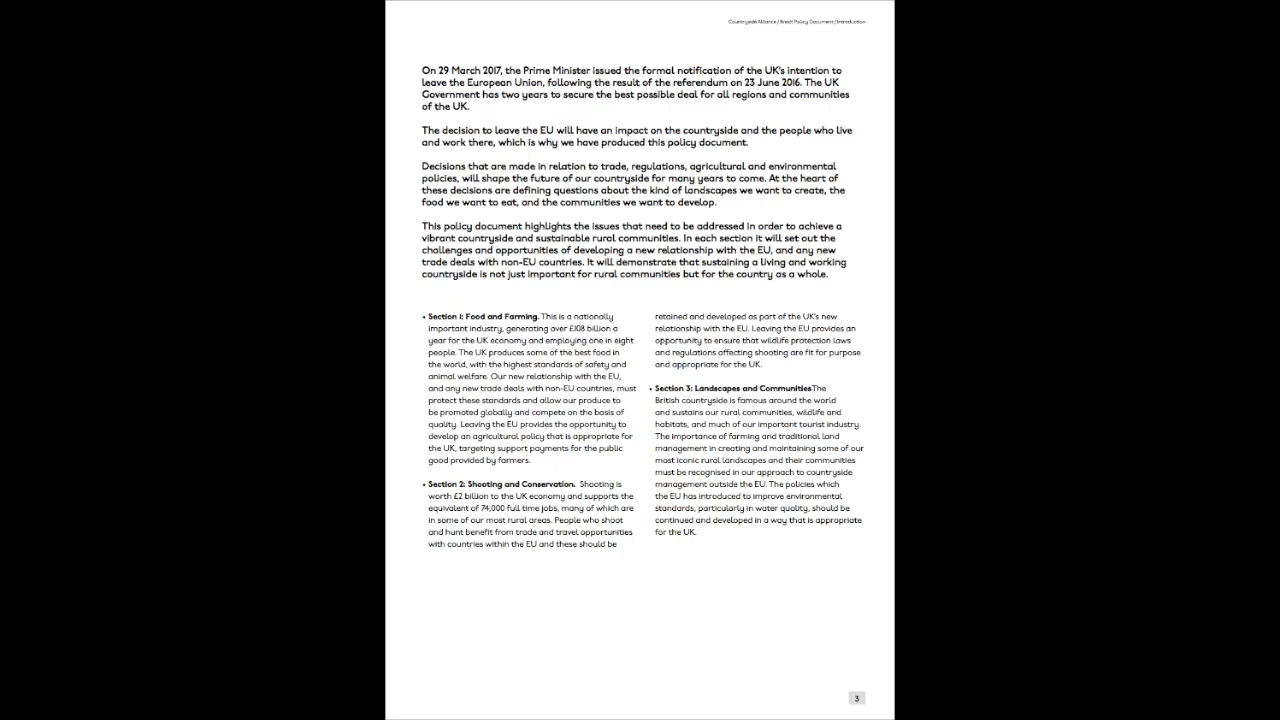 Countryside Alliance / Brexit Policy Document / Introduction
On 29 March 2017, the Prime Minister issued the formal notification of the UK's intention to
leave the European Union, following the result of the referendum on 23 June 2016. The UK
Government has two years to secure the best possible deal for all regions and communities
of the UK.
The decision to leave the EU will have an impact on the countryside and the people who live
and work there, which is why we have produced this policy document.
Decisions that are made in relation to trade, regulations, agricultural and environmental
policies, will shape the future of our countryside for many years to come. At the heart of
these decisions are defining questions about the kind of landscapes we want to create, the
food we want to eat, and the communities we want to develop.
This policy document highlights the issues that need to be addressed in order to achieve a
vibrant countryside and sustainable rural communities. In each section it will set out the
challenges and opportunities of developing a new relationship with the EU, and any new
trade deals with non-EU countries. It will demonstrate that sustaining a living and working
countryside is not just important for rural communities but for the country as a whole.
• Section 1: Food and Farming. This is a nationally
important industry, generating over £108 billion a
year for the UK economy and employing one in eight
people. The UK produces some of the best food in
the world, with the highest standards of safety and
animal welfare. Our new relationship with the EU,
and any new trade deals with non-EU countries, must
protect these standards and allow our produce to
be promoted globally and compete on the basis of
quality. Leaving the EU provides the opportunity to
develop an agricultural policy that is appropriate for
the UK, targeting support payments for the public
good provided by farmers.
• Section 2: Shooting and Conservation. Shooting is
worth £2 billion to the UK economy and supports the
equivalent of 74,000 full time jobs, many of which are
in some of our most rural areas. People who shoot
and hunt benefit from trade and travel opportunities
with countries within the EU and these should be
retained and developed as part of the UK's new
relationship with the EU. Leaving the EU provides an
opportunity to ensure that wildlife protection laws
and regulations affecting shooting are fit for purpose
and appropriate for the UK.
• Section 3: Landscapes and CommunitiesThe
British countryside is famous around the world
and sustains our rural communities, wildlife and
habitats, and much of our important tourist industry.
The importance of farming and traditional land
management in creating and maintaining some of our
most iconic rural landscapes and their communities
must be recognised in our approach to countryside
management outside the EU. The policies which
the EU has introduced to improve environmental
standards, particularly in water quality, should be
continued and developed in a way that is appropriate
for the UK.
3